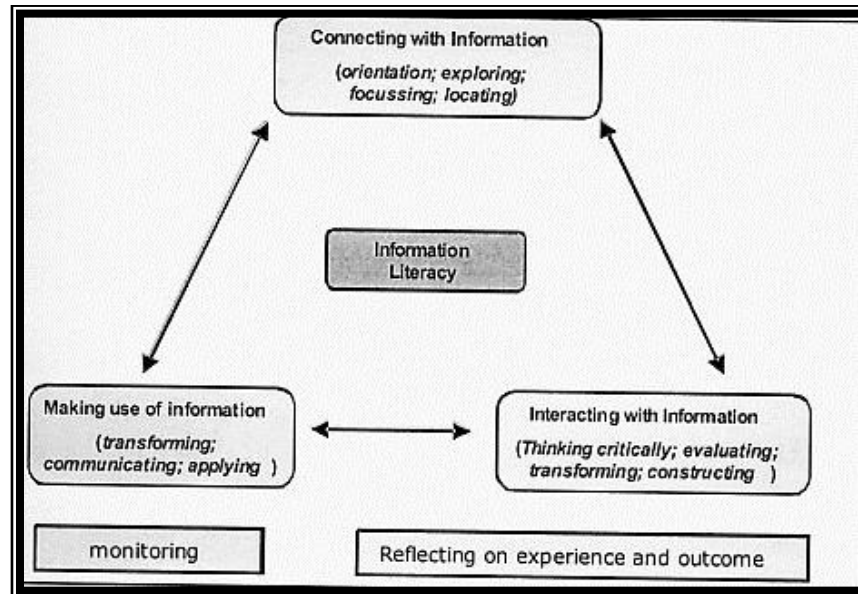 Connecting with Information
(orientation; exploring;
focussing; locating)
Information
Literacy
Making use of information
(transforming;
communicating; applying )
Interacting with Information
(Thinking critically; evaluating;
transforming; constructing )
monitoring
Reflecting on experience and outcome